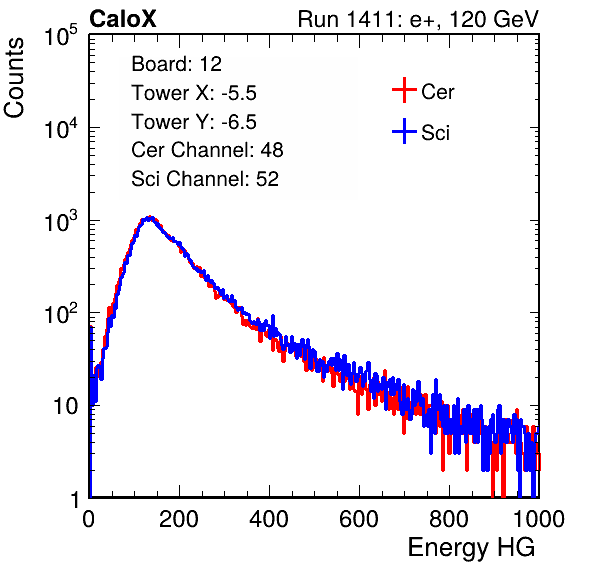 CaloX
Run 1411: e+, 120 GeV
Counts
10^5
10^4
10^3
10^2
10
1
Board: 12
Tower X: -5.5
Tower Y: -6.5
Cer Channel: 48
Sci Channel: 52
Cer
Sci
0 200 400 600 800 1000
Energy HG